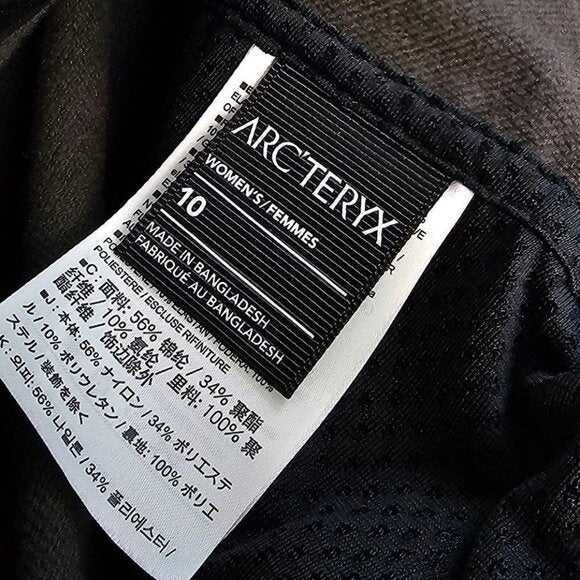 ARC'TERYX
WOMEN'S/FEMMES
10
MADE IN BANGLADESH
FABRIQUÉ AU BANGLADESH
POLIESTERE / ESCLUSE RIFINITURE
■C: 面料: 56% 锦纶 / 34% 聚酯
纤维 / 10% 氨纶 / 里料: 100% 聚
酯纤维 / 饰边除外
■J: 本体: 56% ナイロン / 34% ポリエステ
ル / 10% ポリウレタン / 裏地: 100% ポリエ
ステル / 装飾を除く
K: 외피: 56% 나일론 / 34% 폴리에스터 /